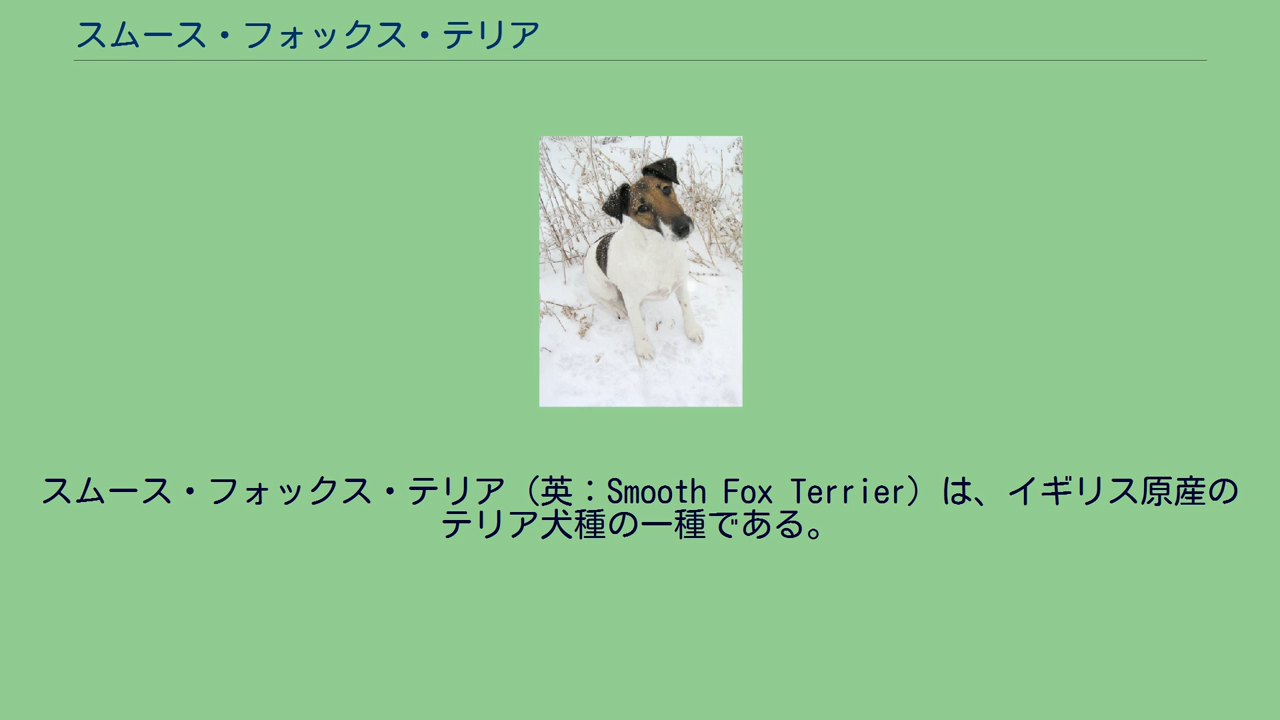 スムース・フォックス・テリア
スムース・フォックス・テリア（英：Smooth Fox Terrier）は、イギリス原産の
テリア犬種の一種である。